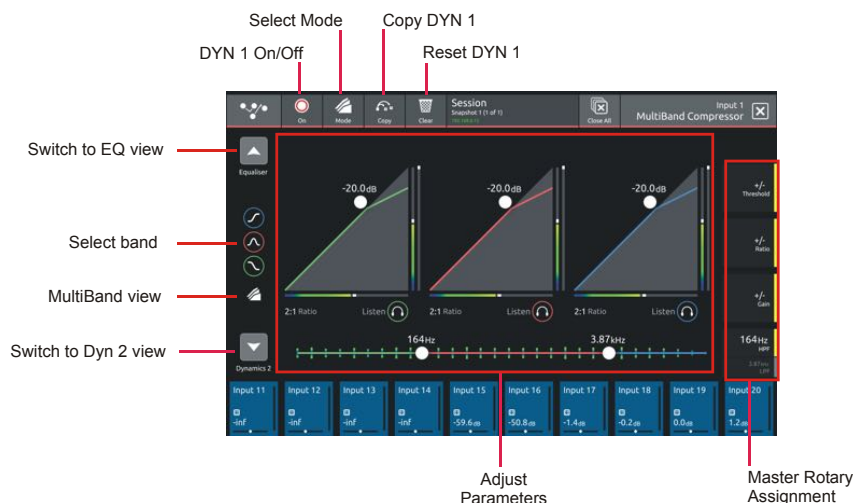 Select Mode
Copy DYN 1
DYN 1 On/Off
Reset DYN 1
On
Mode
Copy
Clear
Session
Snapshot 1 (1 of 1)
Close All
Input 1
MultiBand Compressor
Switch to EQ view
Equaliser
-20.0dB
-20.0dB
-20.0dB
+/-
Threshold
Select band
+/-
Ratio
MultiBand view
+/-
Gain
2:1 Ratio
Listen
2:1 Ratio
Listen
2:1 Ratio
Listen
Switch to Dyn 2 view
Dynamics 2
164Hz
3.87kHz
164Hz
HPF
LPF
Input 11
-inf
Input 12
-inf
Input 13
-inf
Input 14
-inf
Input 15
-59.6dB
Input 16
-50.8dB
Input 17
-1.4dB
Input 18
-0.2dB
Input 19
0.0dB
Input 20
1.2dB
Adjust
Parameters
Master Rotary
Assignment